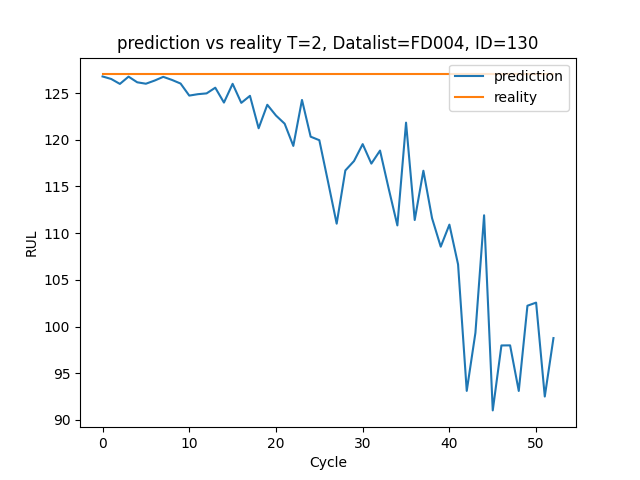 prediction vs reality T=2, Datalist=FD004, ID=130
prediction
reality
RUL
125
120
115
110
105
100
95
90
0 10 20 30 40 50
Cycle